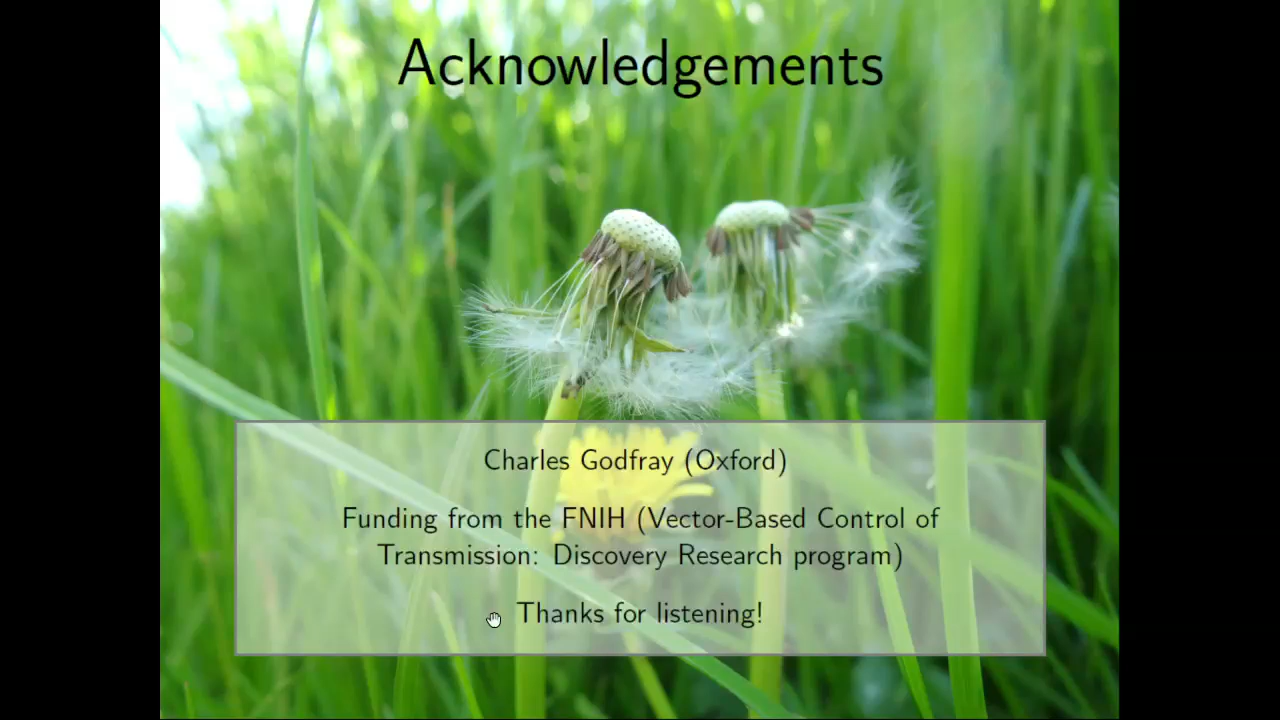 Acknowledgements
Charles Godfray (Oxford)
Funding from the FNIH (Vector-Based Control of
Transmission: Discovery Research program)
Thanks for listening!